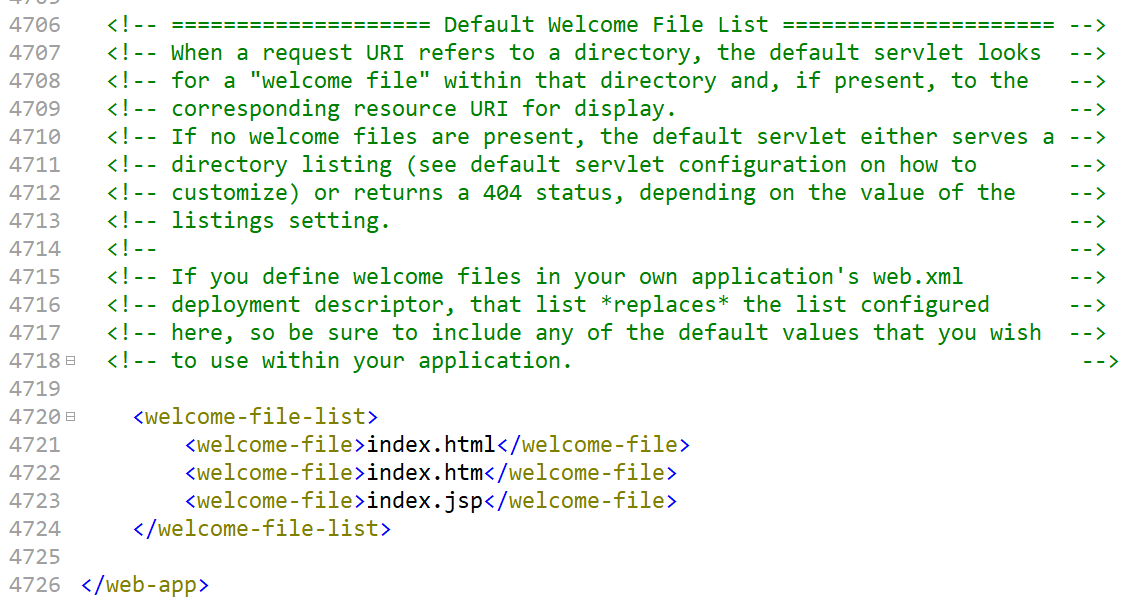 4706 <!-- ==================== Default Welcome File List ===================== -->
4707 <!-- When a request URI refers to a directory, the default servlet looks -->
4708 <!-- for a "welcome file" within that directory and, if present, to the -->
4709 <!-- corresponding resource URI for display. -->
4710 <!-- If no welcome files are present, the default servlet either serves a -->
4711 <!-- directory listing (see default servlet configuration on how to -->
4712 <!-- customize) or returns a 404 status, depending on the value of the -->
4713 <!-- listings setting. -->
4714 <!-- -->
4715 <!-- If you define welcome files in your own application's web.xml -->
4716 <!-- deployment descriptor, that list *replaces* the list configured -->
4717 <!-- here, so be sure to include any of the default values that you wish -->
4718 <!-- to use within your application. -->
4719
4720 <welcome-file-list>
4721 <welcome-file>index.html</welcome-file>
4722 <welcome-file>index.htm</welcome-file>
4723 <welcome-file>index.jsp</welcome-file>
4724 </welcome-file-list>
4725
4726 </web-app>